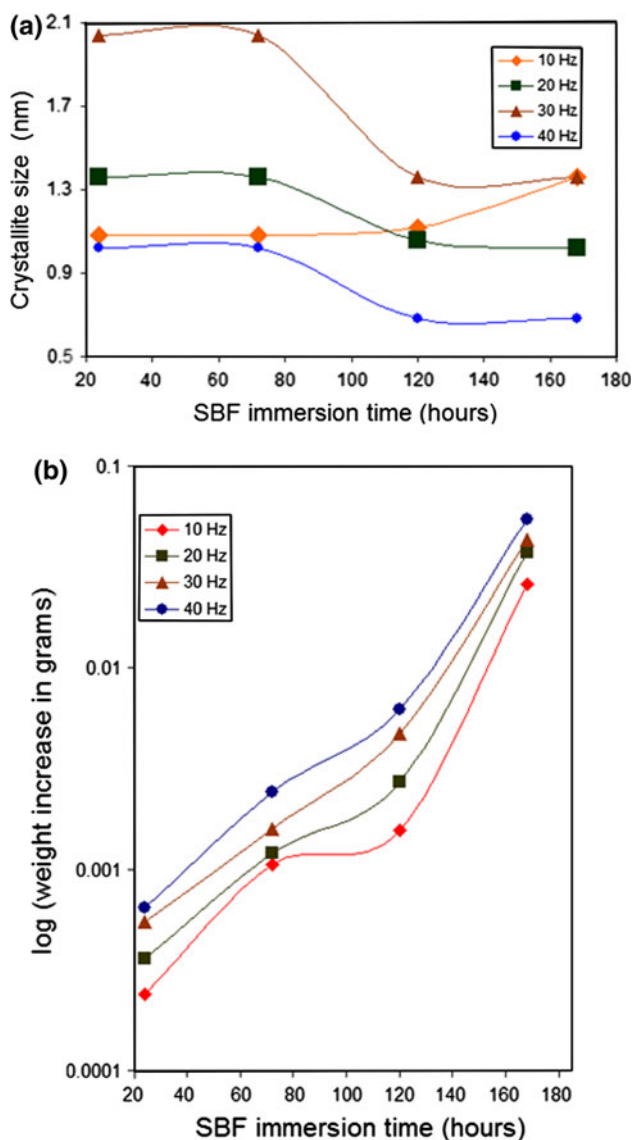 (a)
2.1
1.7
1.3
0.9
0.5
Crystallite size (nm)
10 Hz
20 Hz
30 Hz
40 Hz
20 40 60 80 100 120 140 160 180
SBF immersion time (hours)
(b)
0.1
0.01
0.001
0.0001
log (weight increase in grams)
10 Hz
20 Hz
30 Hz
40 Hz
20 40 60 80 100 120 140 160 180
SBF immersion time (hours)